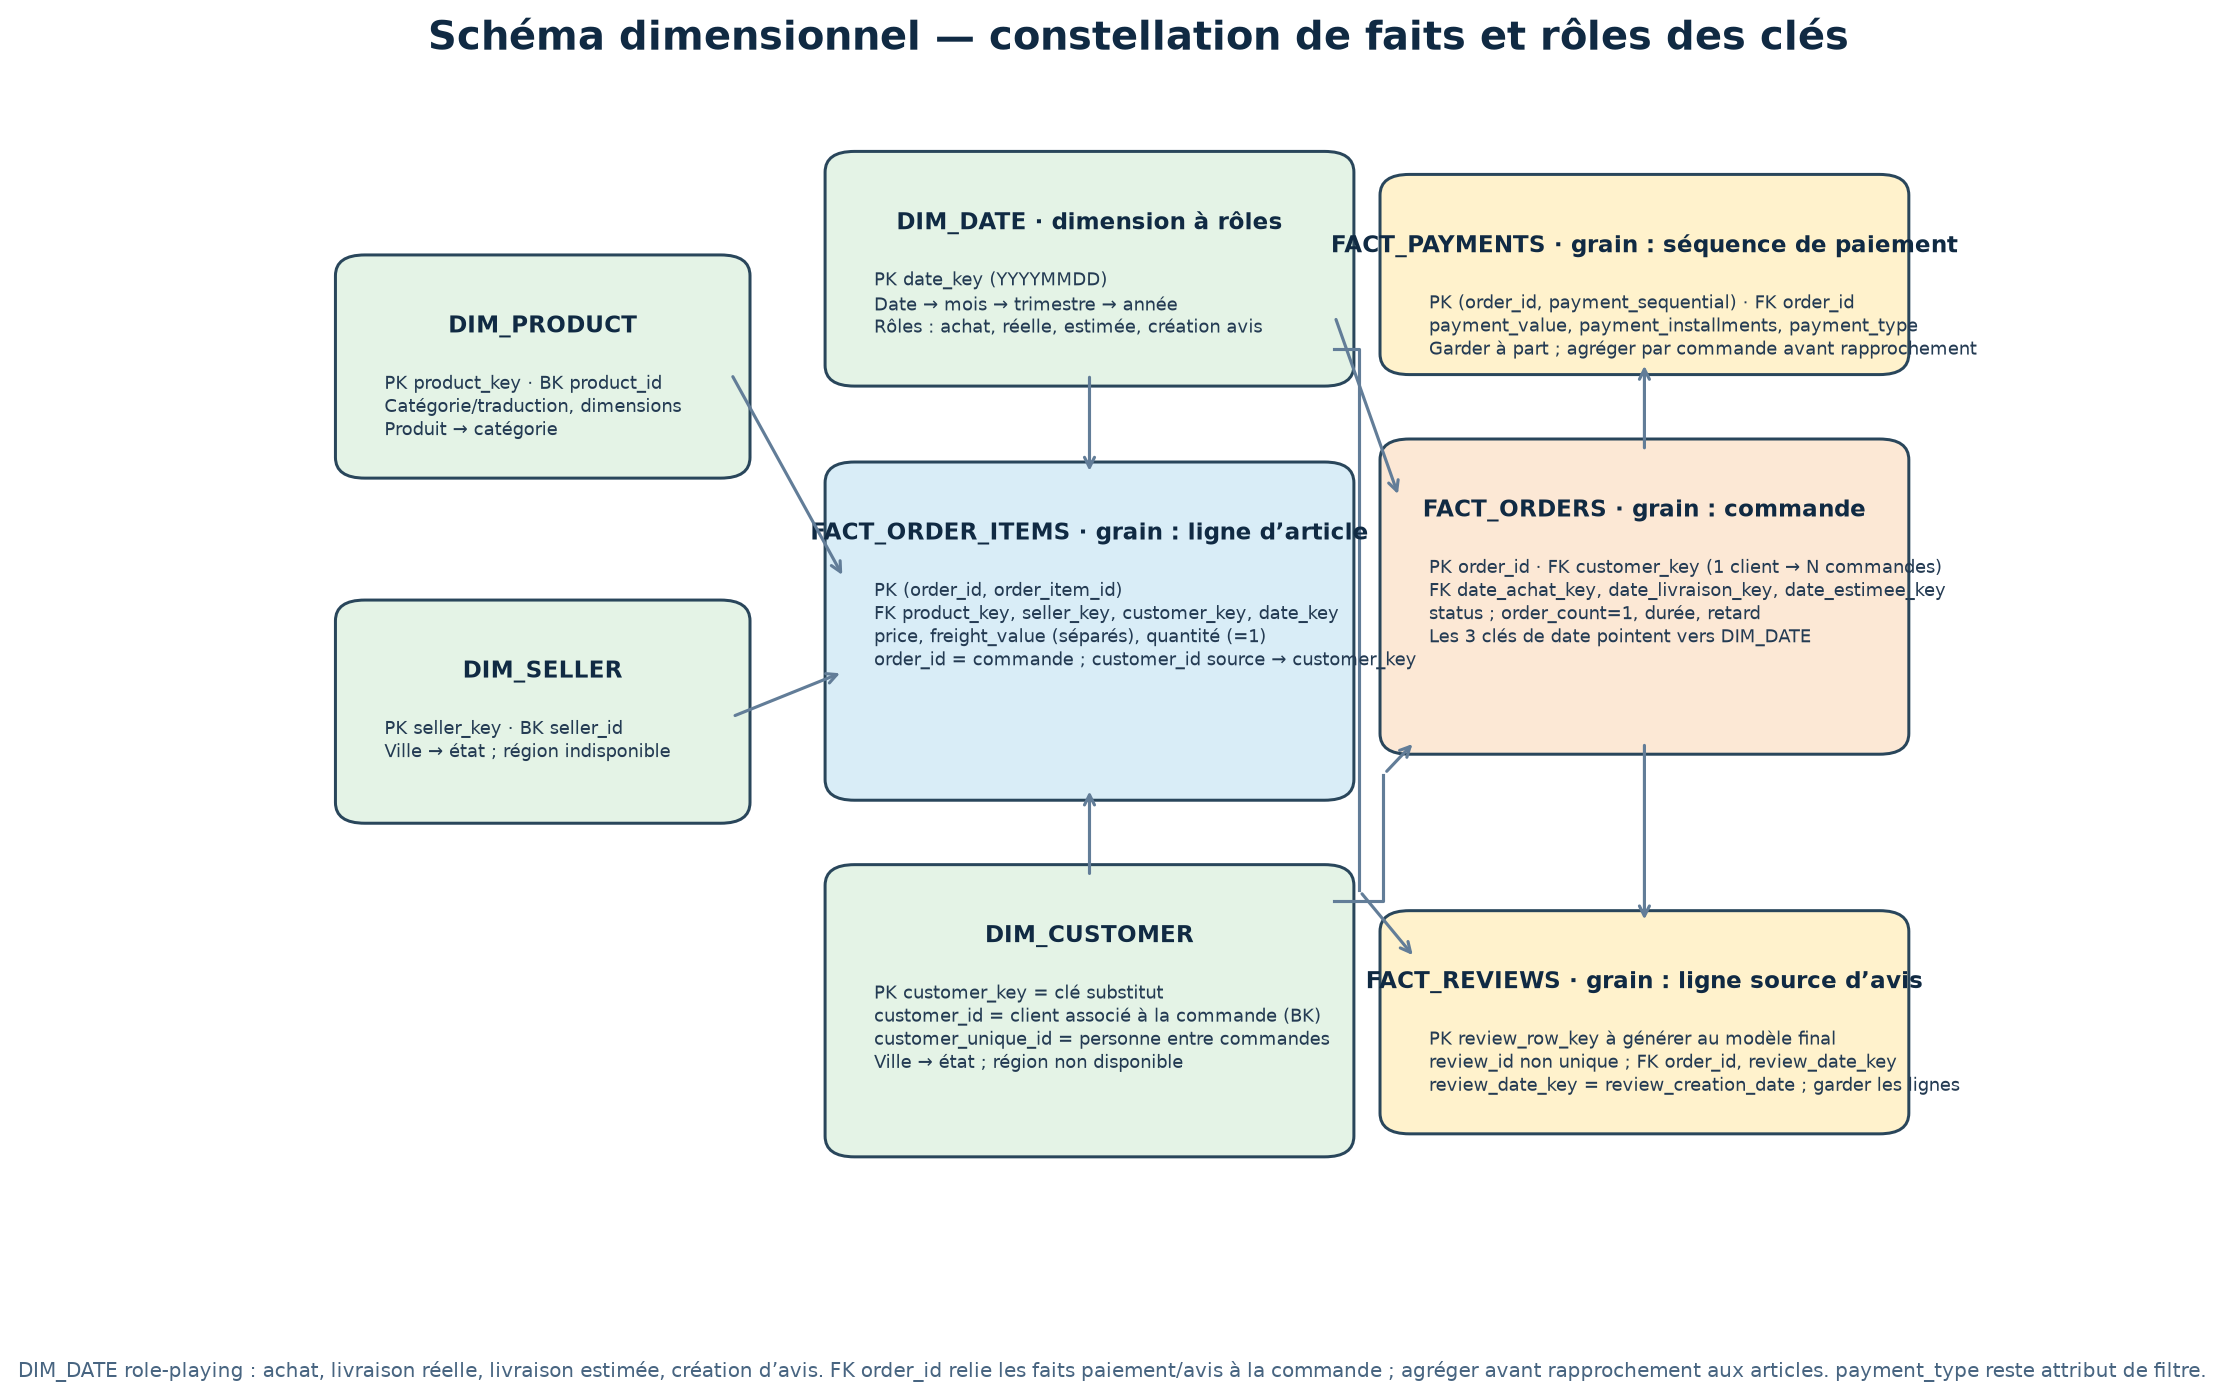 Schéma dimensionnel — constellation de faits et rôles des clés
DIM_DATE · dimension à rôles
PK date_key (YYYYMMDD)
Date → mois → trimestre → année
Rôles : achat, réelle, estimée, création avis
FACT_PAYMENTS · grain : séquence de paiement
PK (order_id, payment_sequential) · FK order_id
payment_value, payment_installments, payment_type
Garder à part ; agréger par commande avant rapprochement
DIM_PRODUCT
PK product_key · BK product_id
Catégorie/traduction, dimensions
Produit → catégorie
FACT_ORDER_ITEMS · grain : ligne d’article
PK (order_id, order_item_id)
FK product_key, seller_key, customer_key, date_key
price, freight_value (séparés), quantité (=1)
order_id = commande ; customer_id source → customer_key
FACT_ORDERS · grain : commande
PK order_id · FK customer_key (1 client → N commandes)
FK date_achat_key, date_livraison_key, date_estimee_key
status ; order_count=1, durée, retard
Les 3 clés de date pointent vers DIM_DATE
DIM_SELLER
PK seller_key · BK seller_id
Ville → état ; région indisponible
DIM_CUSTOMER
PK customer_key = clé substitut
customer_id = client associé à la commande (BK)
customer_unique_id = personne entre commandes
Ville → état ; région non disponible
FACT_REVIEWS · grain : ligne source d’avis
PK review_row_key à générer au modèle final
review_id non unique ; FK order_id, review_date_key
review_date_key = review_creation_date ; garder les lignes
DIM_DATE role-playing : achat, livraison réelle, livraison estimée, création d’avis. FK order_id relie les faits paiement/avis à la commande ; agréger avant rapprochement aux articles. payment_type reste attribut de filtre.